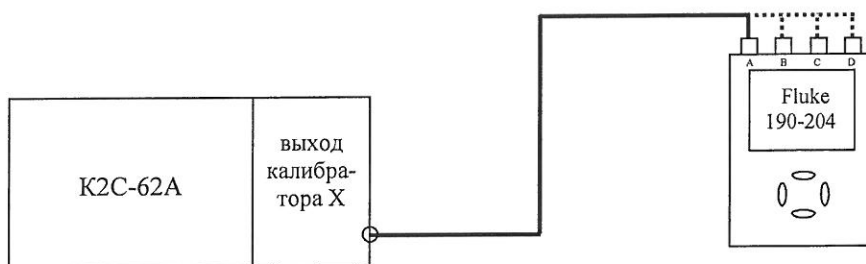 A B C D
Fluke
190-204
К2С-62А
выход
калибра-
тора X